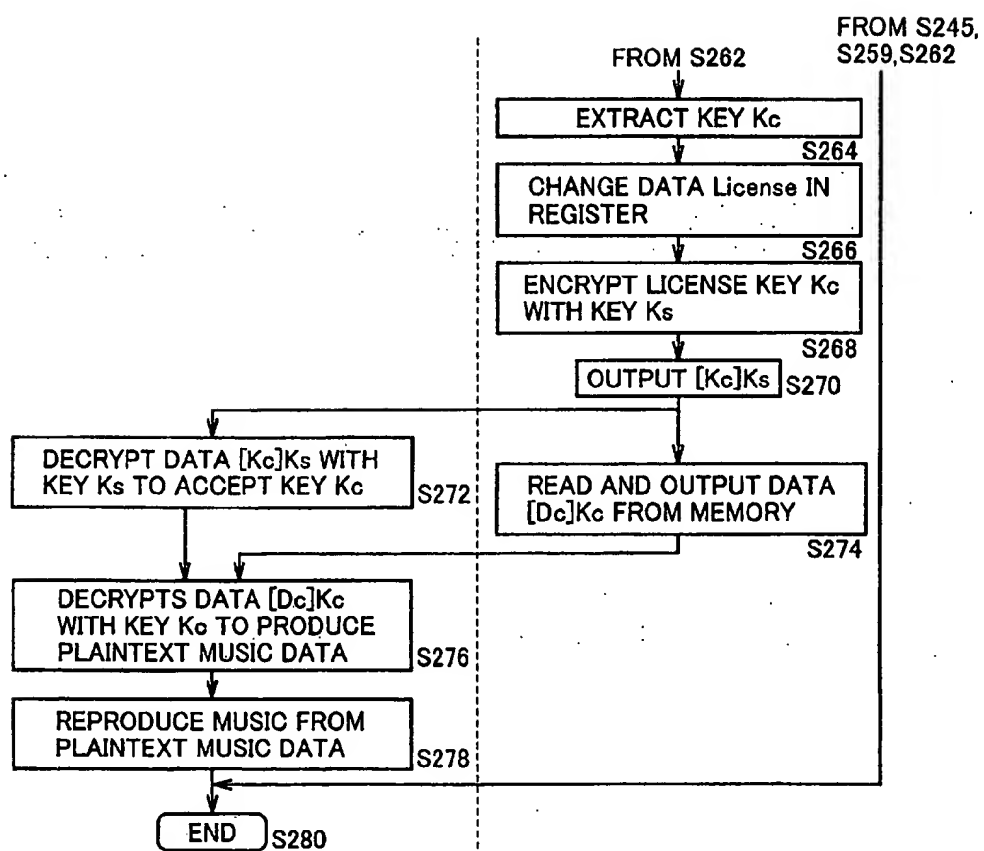 FROM S245,
S259,S262
FROM S262
EXTRACT KEY Kc
S264
CHANGE DATA License IN
REGISTER
S266
ENCRYPT LICENSE KEY Kc
WITH KEY Ks
S268
OUTPUT [Kc]Ks
S270
DECRYPT DATA [Kc]Ks WITH
KEY Ks TO ACCEPT KEY Kc
S272
READ AND OUTPUT DATA
[Dc]Kc FROM MEMORY
S274
DECRYPTS DATA [Dc]Kc
WITH KEY Kc TO PRODUCE
PLAINTEXT MUSIC DATA
S276
REPRODUCE MUSIC FROM
PLAINTEXT MUSIC DATA
S278
END
S280